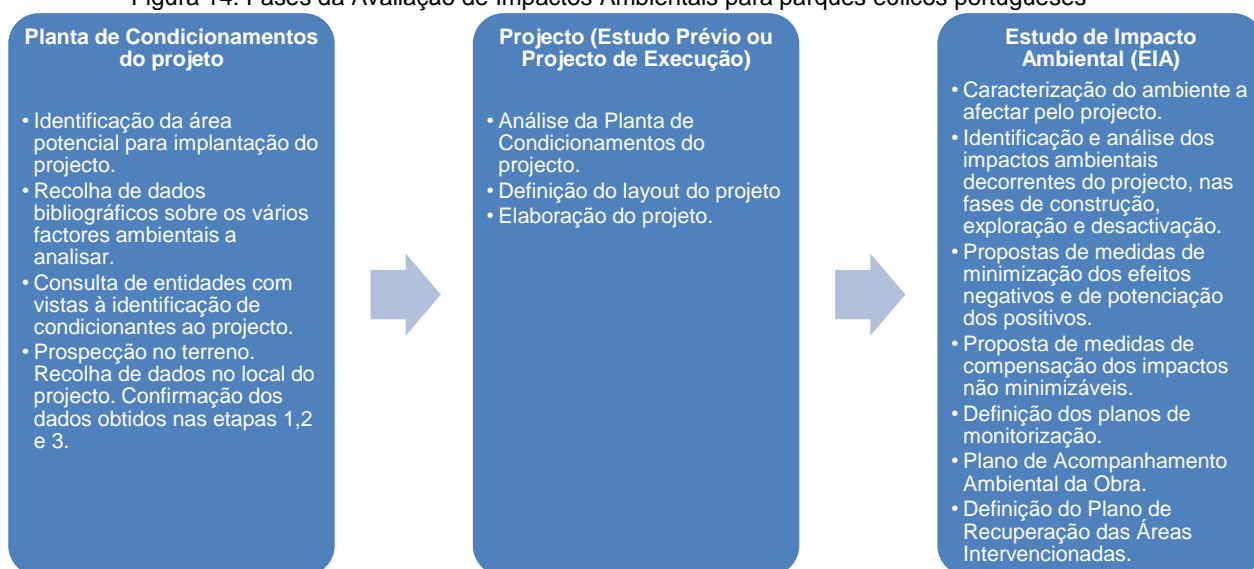 Figura 14: Fases da Avaliação de Impactos Ambientais para parques eólicos portugueses
Planta de Condicionamentos
do projeto
• Identificação da área
potencial para implantação do
projecto.
• Recolha de dados
bibliográficos sobre os vários
factores ambientais a
analisar.
• Consulta de entidades com
vistas à identificação de
condicionantes ao projecto.
• Prospecção no terreno.
Recolha de dados no local do
projecto. Confirmação dos
dados obtidos nas etapas 1,2
e 3.
Projecto (Estudo Prévio ou
Projecto de Execução)
• Análise da Planta de
Condicionamentos do
projecto.
• Definição do layout do projeto
• Elaboração do projeto.
Estudo de Impacto
Ambiental (EIA)
• Caracterização do ambiente a
afectar pelo projecto.
• Identificação e análise dos
impactos ambientais
decorrentes do projecto, nas
fases de construção,
exploração e desactivação.
• Propostas de medidas de
minimização dos efeitos
negativos e de potenciação
dos positivos.
• Proposta de medidas de
compensação dos impactos
não minimizáveis.
• Definição dos planos de
monitorização.
• Plano de Acompanhamento
Ambiental da Obra.
• Definição do Plano de
Recuperação das Áreas
Intervencionadas.